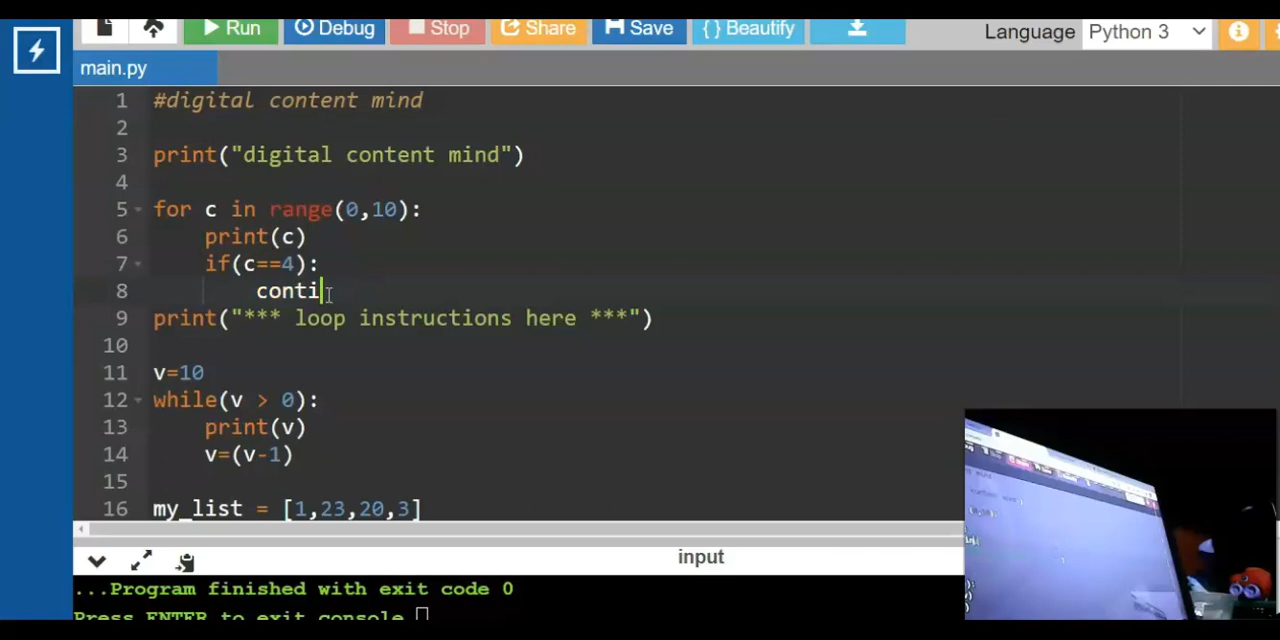 Run Debug Stop Share Save { } Beautify Language Python 3
main.py
1 #digital content mind
2
3 print("digital content mind")
4
5 for c in range(0,10):
6 print(c)
7 if(c==4):
8 conti
9 print("*** loop instructions here ***")
10
11 v=10
12 while(v > 0):
13 print(v)
14 v=(v-1)
15
16 my_list = [1,23,20,3]
input
...Program finished with exit code 0
Press ENTER to exit console.